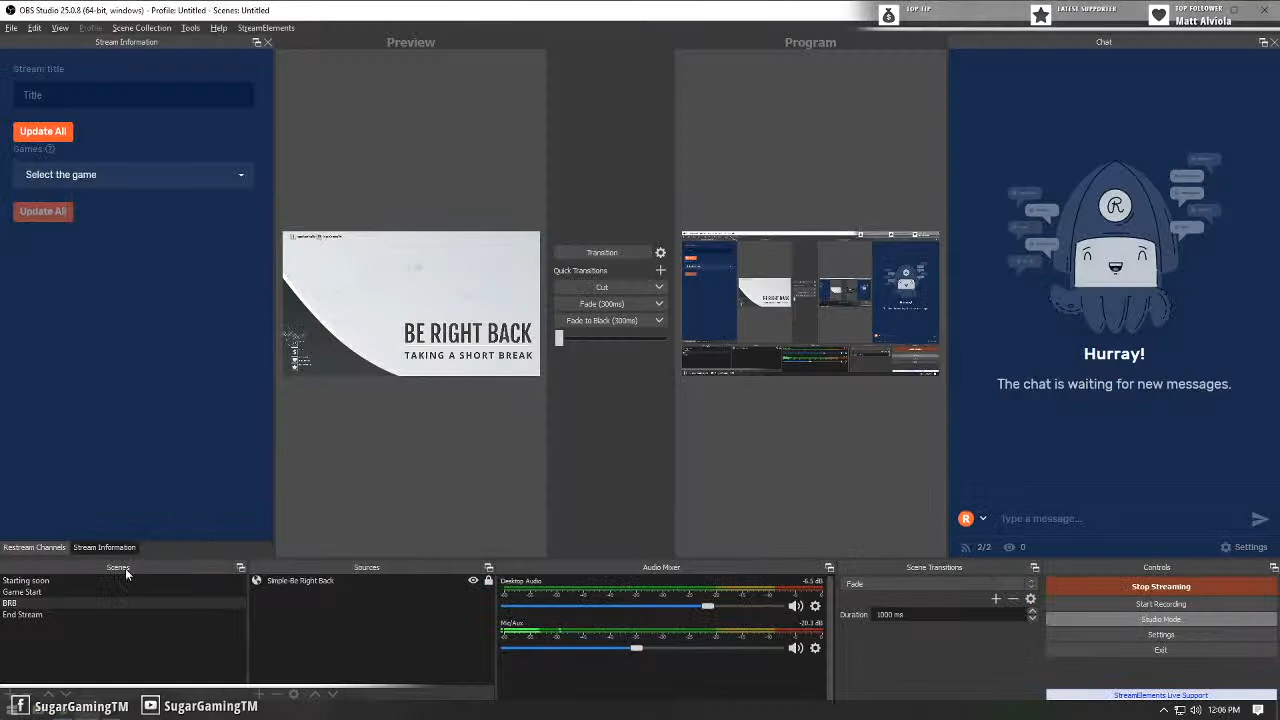 OBS Studio 25.0.8 (64-bit, windows) - Profile: Untitled - Scenes: Untitled
TOP TIP
LATEST SUPPORTER
TOP FOLLOWER
Matt Alviola
File Edit View Profile Scene Collection Tools Help StreamElements
Stream Information
Preview
Program
Chat
Stream title
Title
Update All
Games:
Select the game
Update All
BE RIGHT BACK
TAKING A SHORT BREAK
Transition
Quick Transitions
Cut
Fade (300ms)
Fade to Black (300ms)
R
Hurray!
The chat is waiting for new messages.
R
Type a message...
2/2
0
Settings
Restream Channels
Stream Information
Scenes
Starting soon
Game Start
BRB
End Stream
Sources
Simple-Be Right Back
Audio Mixer
Desktop Audio
-6.5 dB
Mic/Aux
-20.3 dB
Scene Transitions
Fade
Duration
1000 ms
Controls
Stop Streaming
Start Recording
Studio Mode
Settings
Exit
StreamElements Live Support
SugarGamingTM
SugarGamingTM
12:06 PM